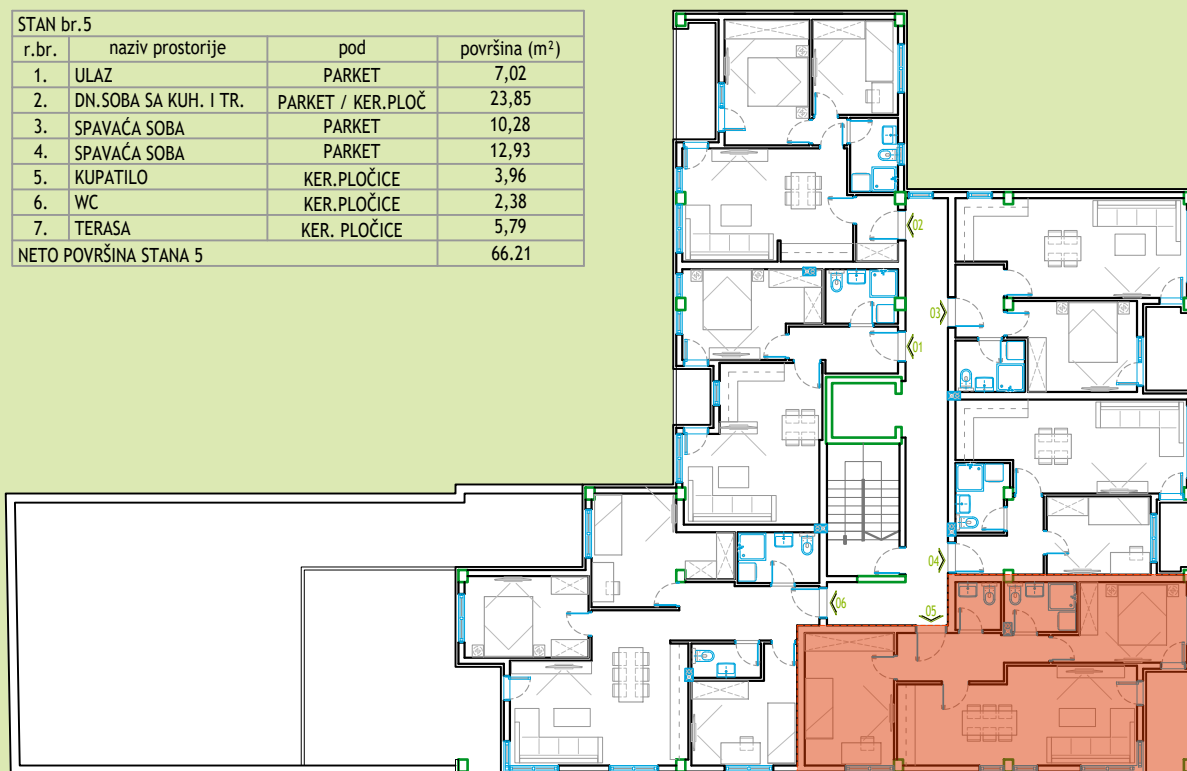 STAN br.5
r.br. naziv prostorije pod površina (m²)
1. ULAZ PARKET 7,02
2. DN.SOBA SA KUH. I TR. PARKET / KER.PLOČ 23,85
3. SPAVAĆA SOBA PARKET 10,28
4. SPAVAĆA SOBA PARKET 12,93
5. KUPATILO KER.PLOČICE 3,96
6. WC KER.PLOČICE 2,38
7. TERASA KER. PLOČICE 5,79
NETO POVRŠINA STANA 5 66.21
02
03
01
04
06
05